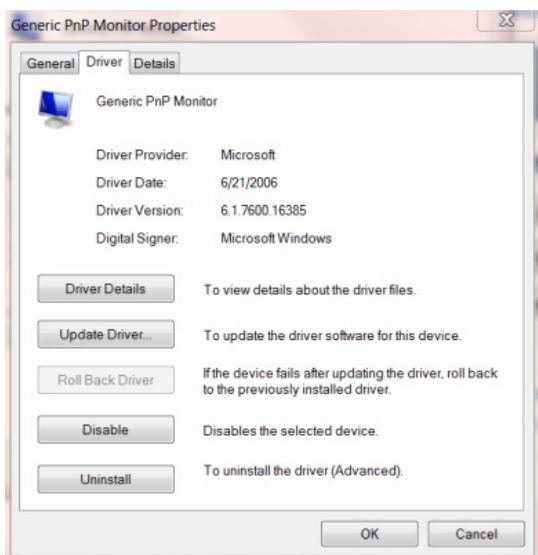 Generic PnP Monitor Properties
General Driver Details
Generic PnP Monitor
Driver Provider: Microsoft
Driver Date: 6/21/2006
Driver Version: 6.1.7600.16385
Digital Signer: Microsoft Windows
Driver Details To view details about the driver files.
Update Driver... To update the driver software for this device.
Roll Back Driver If the device fails after updating the driver, roll back
to the previously installed driver.
Disable Disables the selected device.
Uninstall To uninstall the driver (Advanced).
OK Cancel